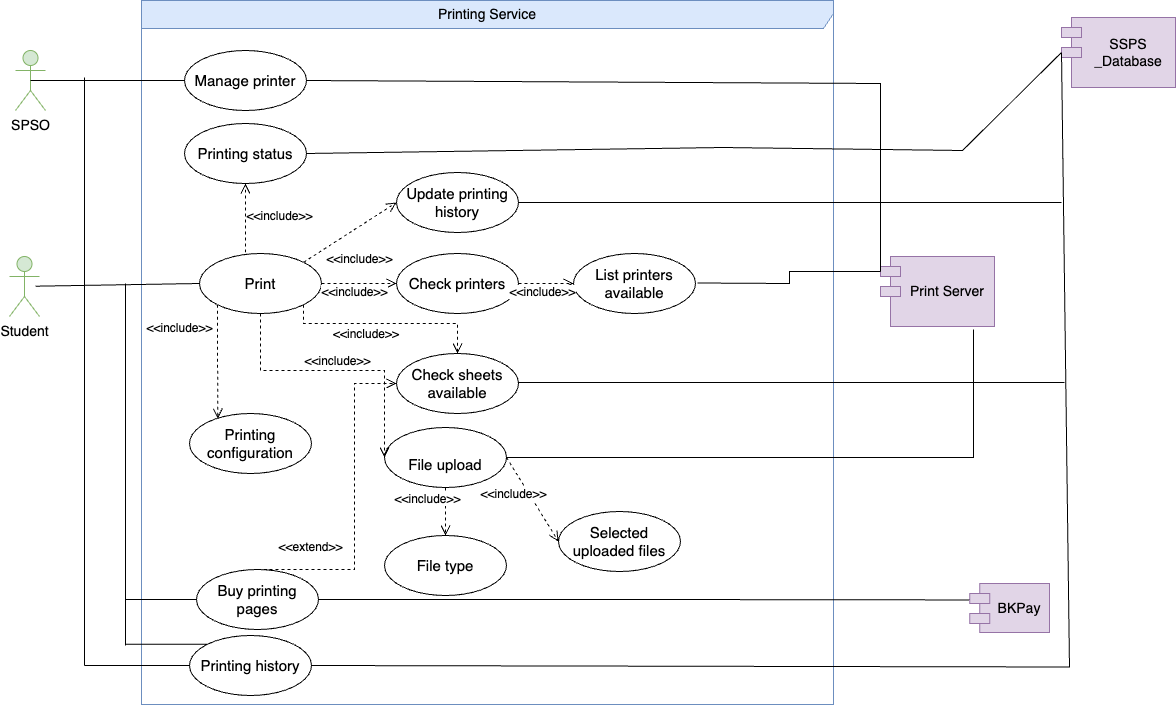 Printing Service
SSPS
_Database
Manage printer
SPSO
Printing status
Update printing
history
<<include>>
<<include>>
Print
Check printers
List printers
available
<<include>>
<<include>>
Print Server
Student
<<include>>
<<include>>
<<include>>
Check sheets
available
Printing
configuration
File upload
<<include>>
<<include>>
Selected
uploaded files
<<extend>>
File type
Buy printing
pages
BKPay
Printing history